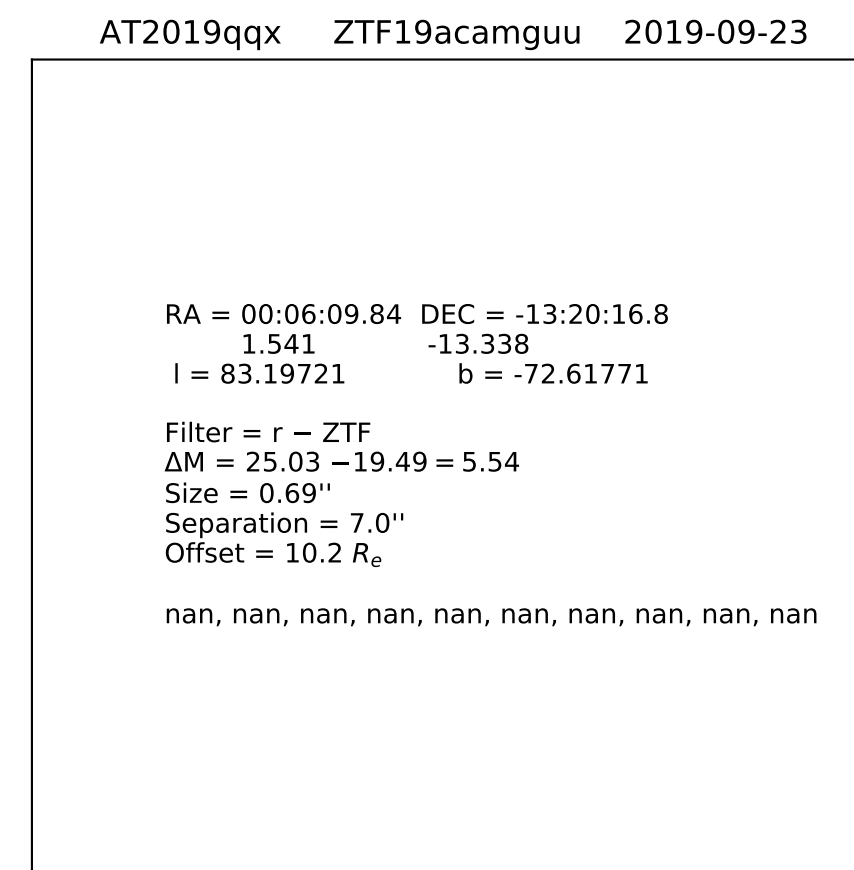 AT2019qqx ZTF19acamguu 2019-09-23
RA = 00:06:09.84 DEC = -13:20:16.8
1.541 -13.338
l = 83.19721 b = -72.61771
Filter = r − ZTF
ΔM = 25.03 −19.49 = 5.54
Size = 0.69''
Separation = 7.0''
Offset = 10.2 Rₑ
nan, nan, nan, nan, nan, nan, nan, nan, nan, nan